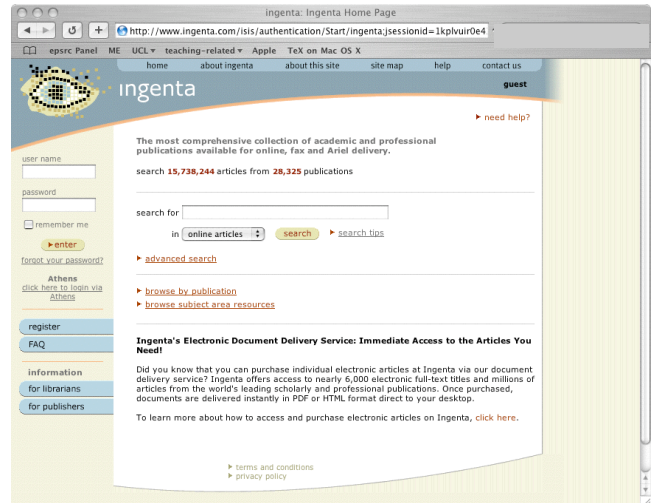 ingenta: Ingenta Home Page
http://www.ingenta.com/isis/authentication/Start/ingenta;jsessionid=1kplvuir0e4
epsrc Panel ME UCL teaching-related Apple TeX on Mac OS X
home about ingenta about this site site map help contact us
ingenta
guest
need help?
The most comprehensive collection of academic and professional
publications available for online, fax and Ariel delivery.
search 15,738,244 articles from 28,325 publications
user name
password
remember me
enter
forgot your password?
Athens
click here to login via
Athens
register
FAQ
information
for librarians
for publishers
search for
in online articles search search tips
advanced search
browse by publication
browse subject area resources
Ingenta's Electronic Document Delivery Service: Immediate Access to the Articles You
Need!
Did you know that you can purchase individual electronic articles at Ingenta via our document
delivery service? Ingenta offers access to nearly 6,000 electronic full-text titles and millions of
articles from the world's leading scholarly and professional publications. Once purchased,
documents are delivered instantly in PDF or HTML format direct to your desktop.
To learn more about how to access and purchase electronic articles on Ingenta, click here.
terms and conditions
privacy policy